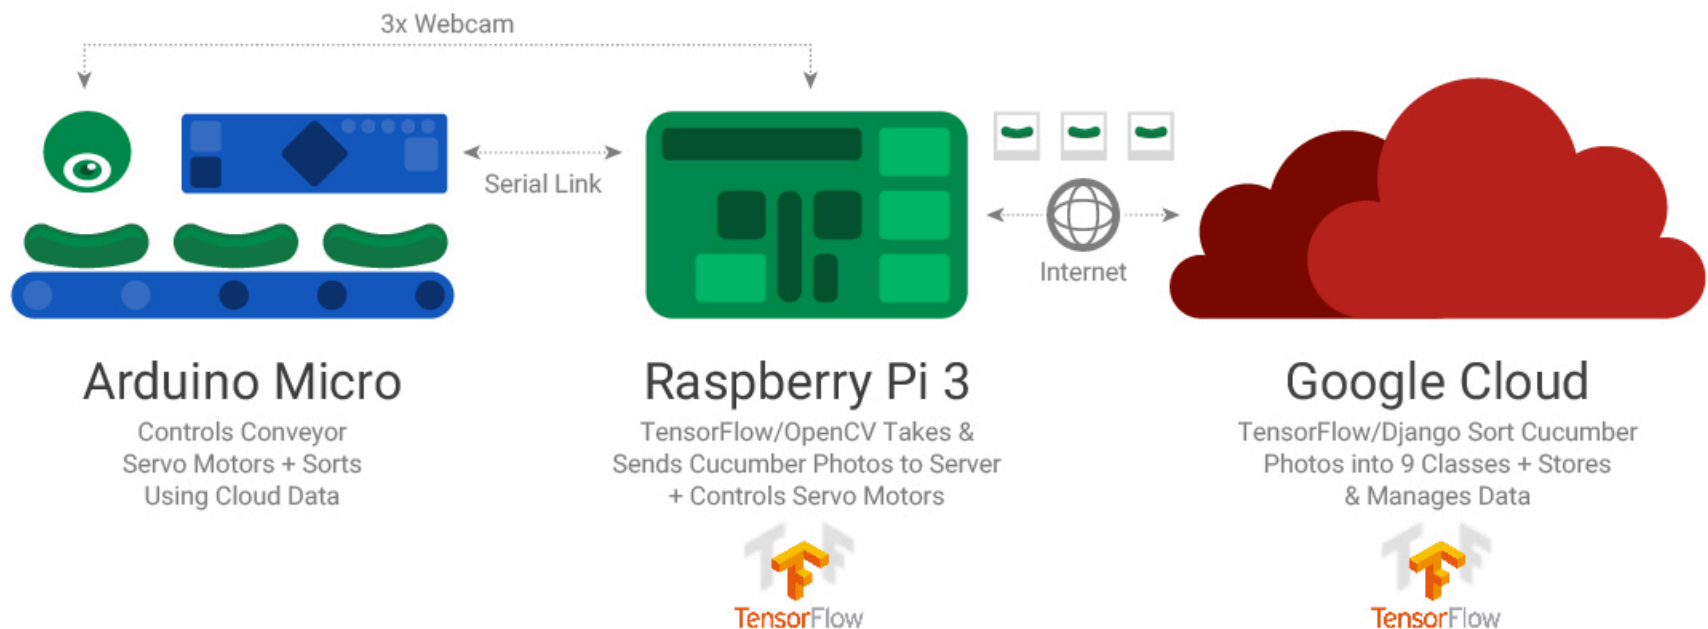 3x Webcam
Serial Link
Internet
Arduino Micro
Controls Conveyor
Servo Motors + Sorts
Using Cloud Data
Raspberry Pi 3
TensorFlow/OpenCV Takes &
Sends Cucumber Photos to Server
+ Controls Servo Motors
TensorFlow
Google Cloud
TensorFlow/Django Sort Cucumber
Photos into 9 Classes + Stores
& Manages Data
TensorFlow